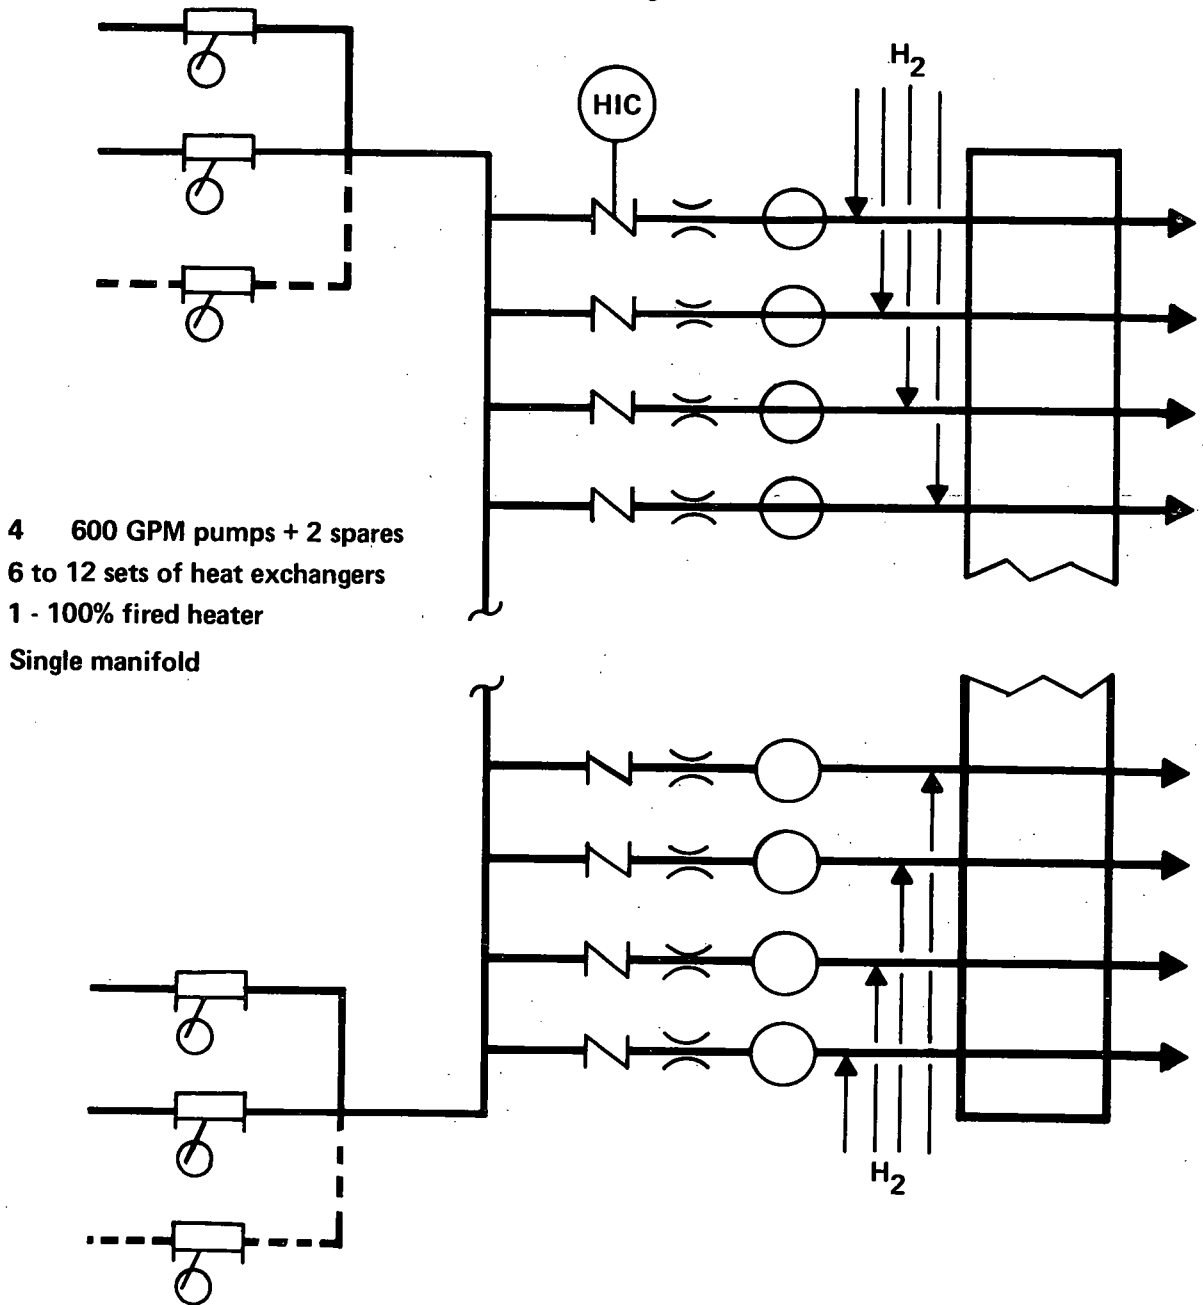 H2
HIC
4 600 GPM pumps + 2 spares
6 to 12 sets of heat exchangers
1 - 100% fired heater
Single manifold
H2